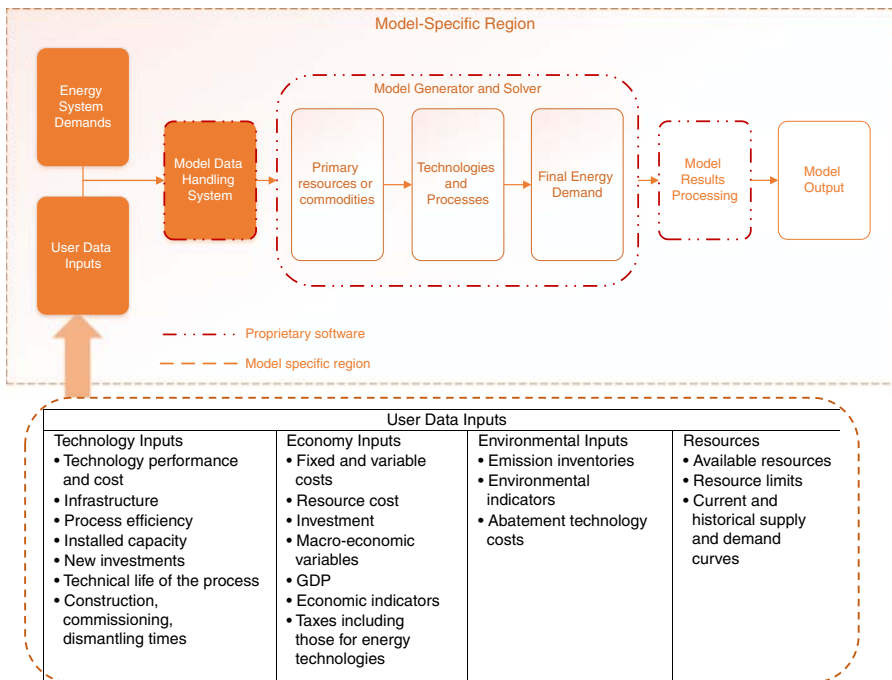 Model-Specific Region
Energy
System
Demands
User Data
Inputs
Model Data
Handling
System
Model Generator and Solver
Primary
resources or
commodities
Technologies
and
Processes
Final Energy
Demand
Model
Results
Processing
Model
Output
Proprietary software
Model specific region
User Data Inputs
Technology Inputs
• Technology performance
and cost
• Infrastructure
• Process efficiency
• Installed capacity
• New investments
• Technical life of the process
• Construction,
commissioning,
dismantling times
Economy Inputs
• Fixed and variable
costs
• Resource cost
• Investment
• Macro-economic
variables
• GDP
• Economic indicators
• Taxes including
those for energy
technologies
Environmental Inputs
• Emission inventories
• Environmental
indicators
• Abatement technology
costs
Resources
• Available resources
• Resource limits
• Current and
historical supply
and demand
curves